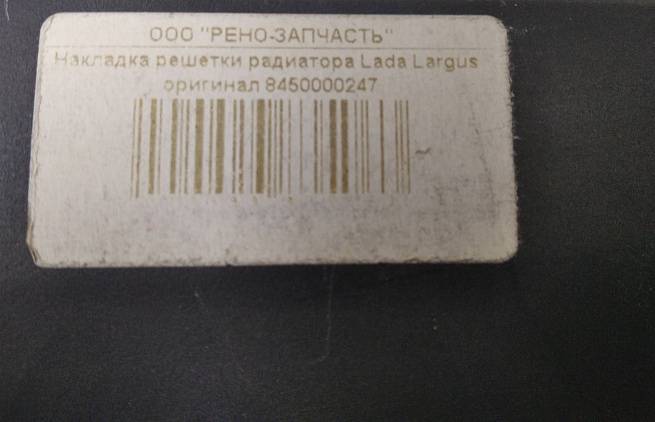 ООО "РЕНО-ЗАПЧАСТЬ"
Накладка решетки радиатора Lada Largus
оригинал 8450000247